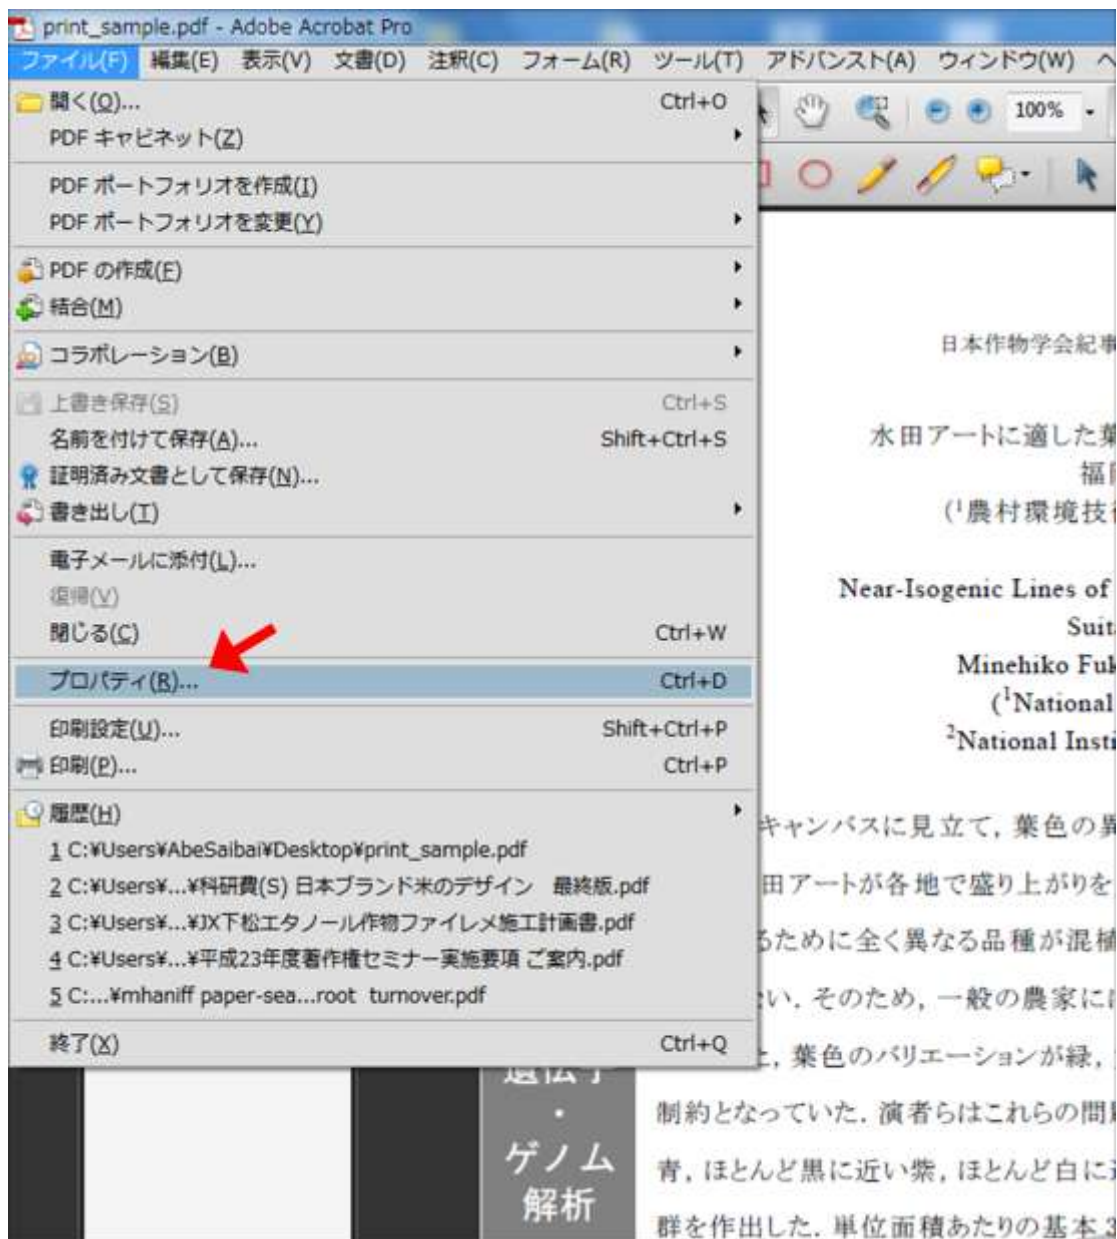 print_sample.pdf - Adobe Acrobat Pro
ファイル(F) 編集(E) 表示(V) 文書(D) 注釈(C) フォーム(R) ツール(T) アドバンスト(A) ウィンドウ(W) ヘ
開く(O)... Ctrl+O
100%
PDF キャビネット(Z)
PDF ポートフォリオを作成(I)
PDF ポートフォリオを変更(Y)
PDF の作成(F)
結合(M)
コラボレーション(B)
上書き保存(S) Ctrl+S
名前を付けて保存(A)... Shift+Ctrl+S
証明済み文書として保存(N)...
書き出し(T)
電子メールに添付(L)...
復帰(V)
閉じる(C) Ctrl+W
プロパティ(R)... Ctrl+D
印刷設定(U)... Shift+Ctrl+P
印刷(P)... Ctrl+P
履歴(H)
1 C:¥Users¥AbeSaibai¥Desktop¥print_sample.pdf
2 C:¥Users¥...¥科研費(S) 日本ブランド米のデザイン 最終版.pdf
3 C:¥Users¥...¥JX下松エタノール作物ファイレメ施工計画書.pdf
4 C:¥Users¥...¥平成23年度著作権セミナー実施要項 ご案内.pdf
5 C:...¥mhaniff paper-sea...root turnover.pdf
終了(X) Ctrl+Q
日本作物学会紀事
水田アートに適した葉
福
(¹農村環境技
Near-Isogenic Lines of
Suit
Minehiko Fuk
(¹National
²National Insti
キャンバスに見立て，葉色の異
田アートが各地で盛り上がりを
るために全く異なる品種が混植
い．そのため，一般の農家に
，葉色のバリエーションが緑，
制約となっていた．演者らはこれらの問
青，ほとんど黒に近い紫，ほとんど白に
群を作出した．単位面積あたりの基本 3
遺伝子
・
ゲノム
解析